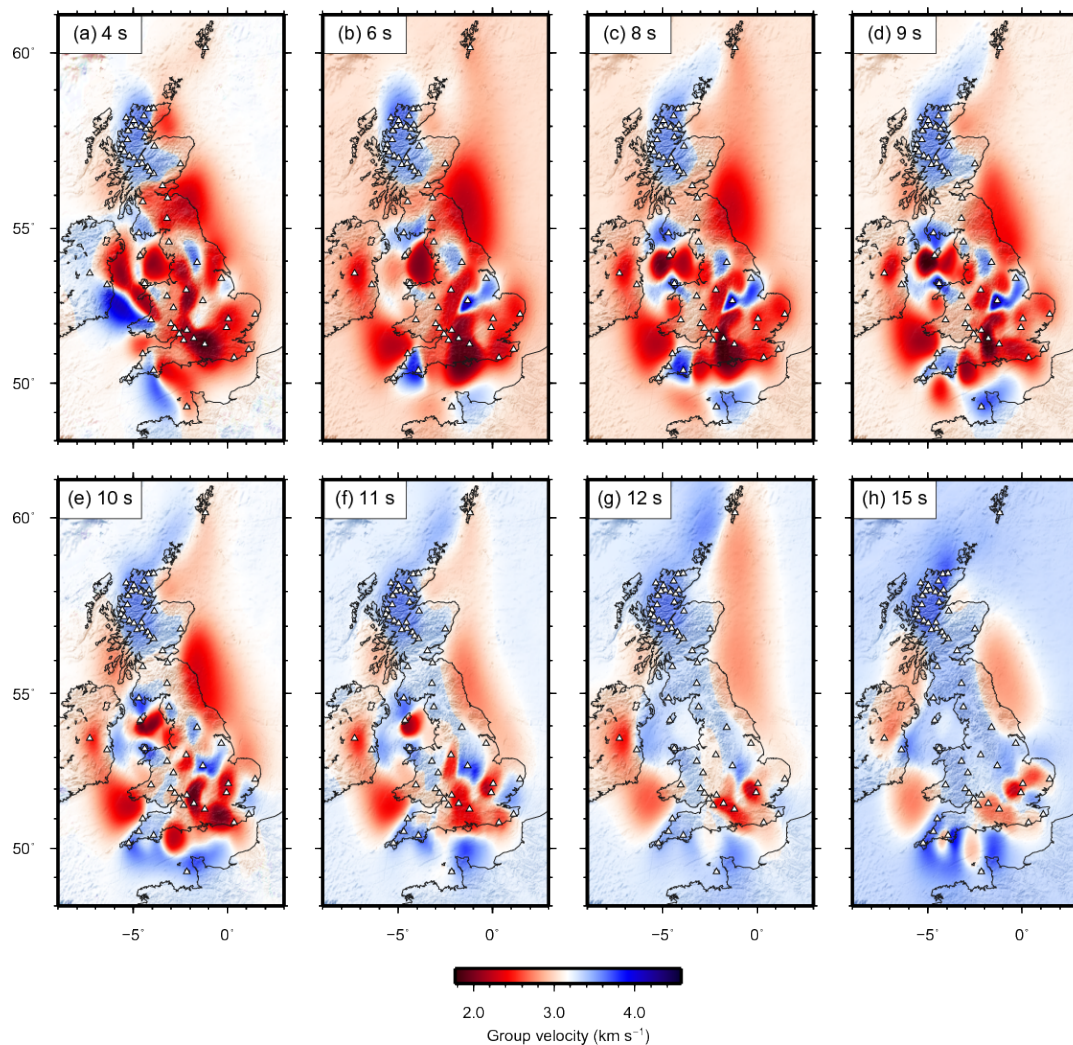 (a) 4 s
(b) 6 s
(c) 8 s
(d) 9 s
60°
55°
50°
(e) 10 s
(f) 11 s
(g) 12 s
(h) 15 s
60°
55°
50°
−5° 0° −5° 0° −5° 0° −5° 0°
2.0 3.0 4.0
Group velocity (km s⁻¹)